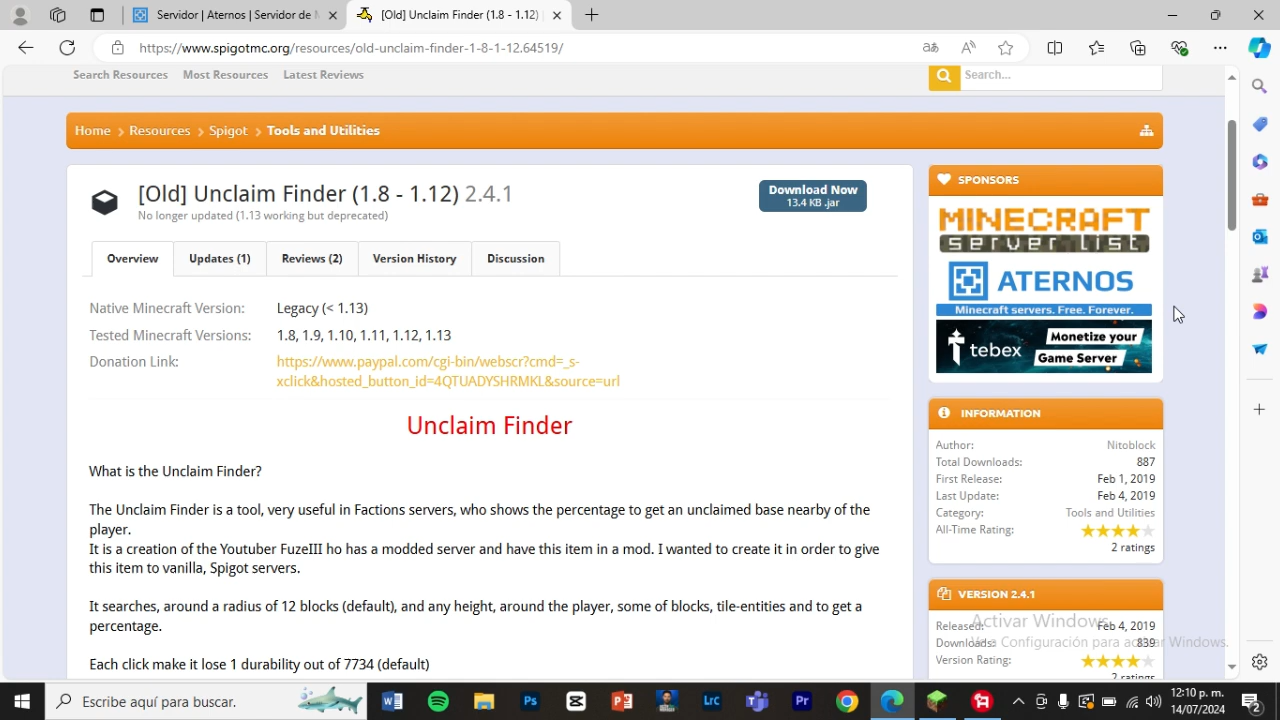 Servidor | Aternos | Servidor de M
[Old] Unclaim Finder (1.8 - 1.12)
https://www.spigotmc.org/resources/old-unclaim-finder-1-8-1-12.64519/
Search Resources Most Resources Latest Reviews
Search...
Home Resources Spigot Tools and Utilities
[Old] Unclaim Finder (1.8 - 1.12) 2.4.1
No longer updated (1.13 working but deprecated)
Download Now
13.4 KB .jar
Overview Updates (1) Reviews (2) Version History Discussion
Native Minecraft Version: Legacy (< 1.13)
Tested Minecraft Versions: 1.8, 1.9, 1.10, 1.11, 1.12, 1.13
Donation Link: https://www.paypal.com/cgi-bin/webscr?cmd=_s-
xclick&hosted_button_id=4QTUADYSHRMKL&source=url
Unclaim Finder
What is the Unclaim Finder?
The Unclaim Finder is a tool, very useful in Factions servers, who shows the percentage to get an unclaimed base nearby of the
player.
It is a creation of the Youtuber FuzeIII ho has a modded server and have this item in a mod. I wanted to create it in order to give
this item to vanilla, Spigot servers.
It searches, around a radius of 12 blocks (default), and any height, around the player, some of blocks, tile-entities and to get a
percentage.
Each click make it lose 1 durability out of 7734 (default)
SPONSORS
MINECRAFT
server list
ATERNOS
Minecraft servers. Free. Forever.
tebex Monetize your
Game Server
INFORMATION
Author: Nitoblock
Total Downloads: 887
First Release: Feb 1, 2019
Last Update: Feb 4, 2019
Category: Tools and Utilities
All-Time Rating:
2 ratings
VERSION 2.4.1
Released: Feb 4, 2019
Downloads: 839
Version Rating:
2 ratings
Activar Windows
Ve a Configuración para activar Windows.
Escribe aquí para buscar.
12:10 p. m.
14/07/2024
2